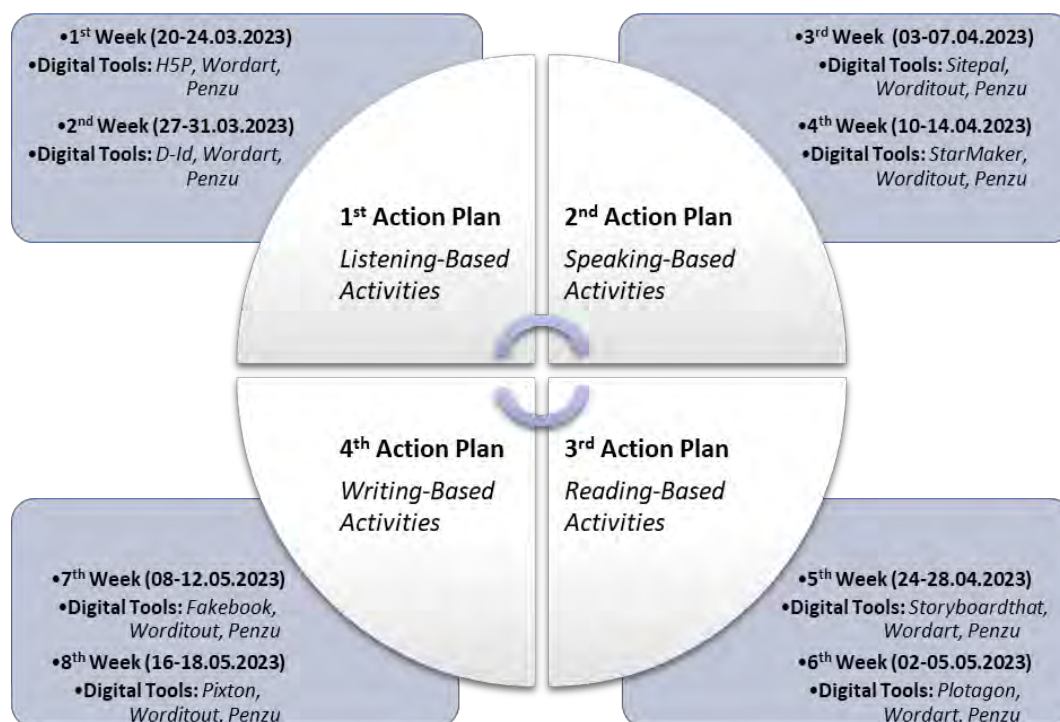 •1st Week (20-24.03.2023)
•Digital Tools: H5P, Wordart,
Penzu
•2nd Week (27-31.03.2023)
•Digital Tools: D-Id, Wordart,
Penzu
•3rd Week (03-07.04.2023)
•Digital Tools: Sitepal,
Worditout, Penzu
•4th Week (10-14.04.2023)
•Digital Tools: StarMaker,
Worditout, Penzu
1st Action Plan
Listening-Based
Activities
2nd Action Plan
Speaking-Based
Activities
4th Action Plan
Writing-Based
Activities
3rd Action Plan
Reading-Based
Activities
•7th Week (08-12.05.2023)
•Digital Tools: Fakebook,
Worditout, Penzu
•8th Week (16-18.05.2023)
•Digital Tools: Pixton,
Worditout, Penzu
•5th Week (24-28.04.2023)
•Digital Tools: Storyboardthat,
Wordart, Penzu
•6th Week (02-05.05.2023)
•Digital Tools: Plotagon,
Wordart, Penzu